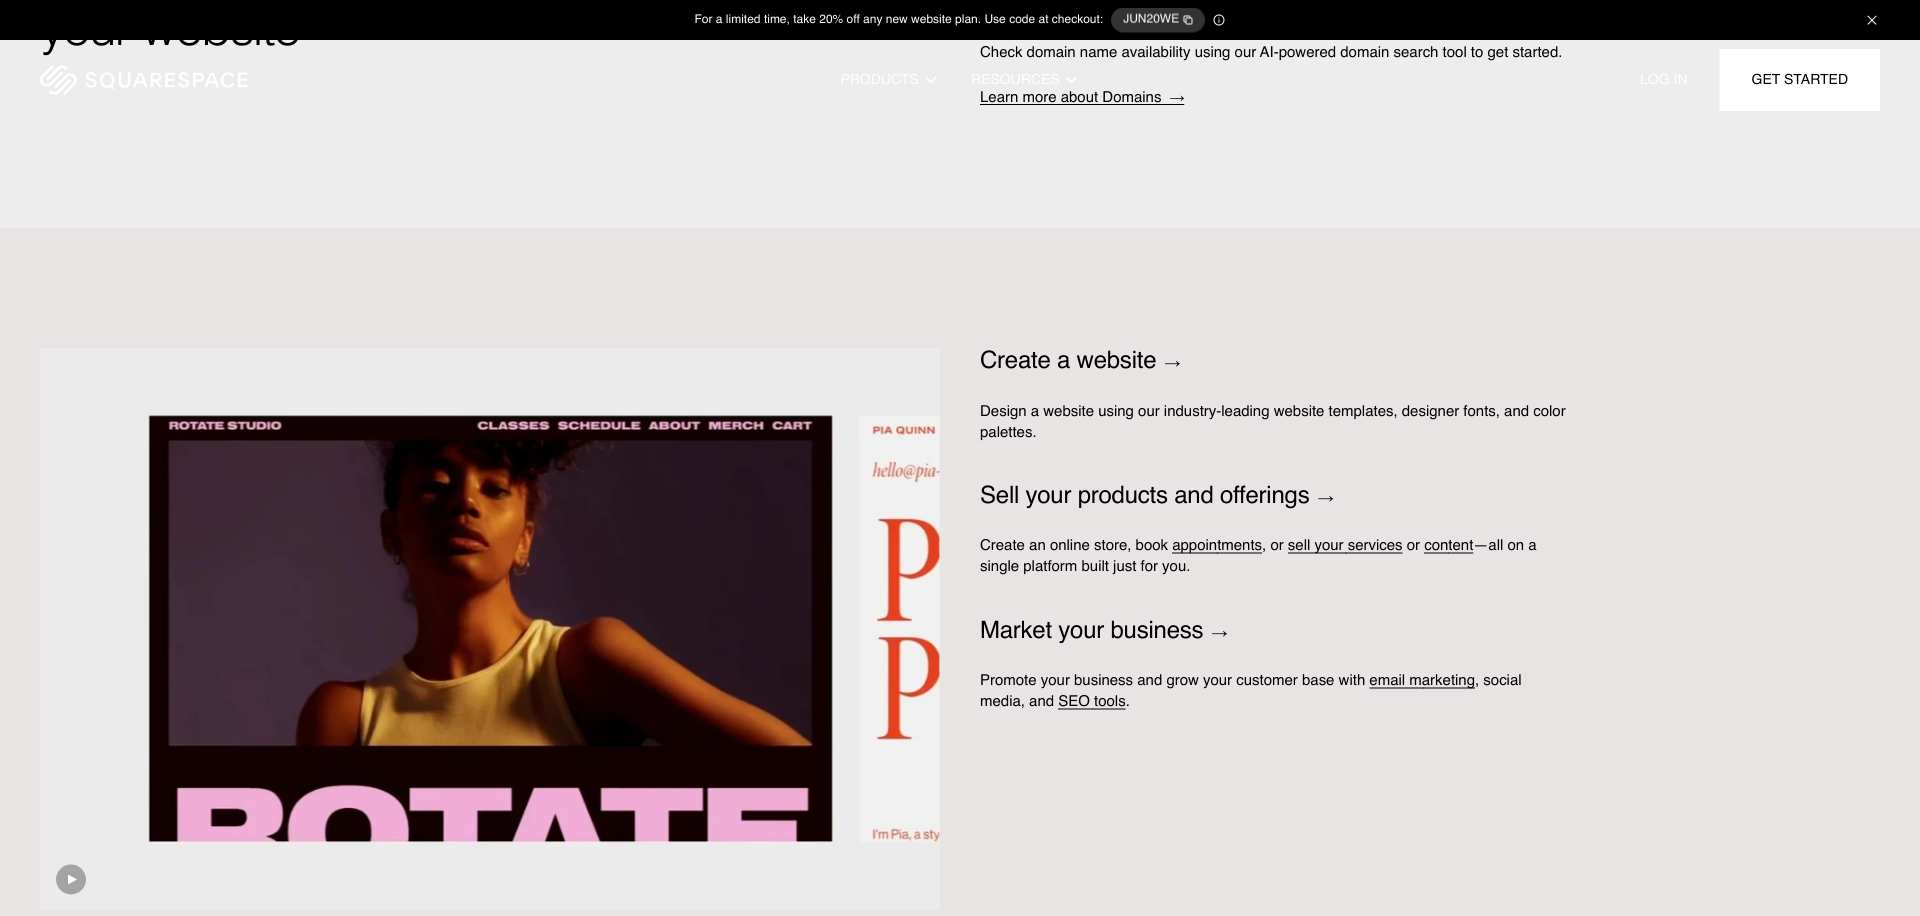 For a limited time, take 20% off any new website plan. Use code at checkout: JUN20WE
your website
Check domain name availability using our AI-powered domain search tool to get started.
SQUARESPACE
PRODUCTS
RESOURCES
LOG IN
GET STARTED
Learn more about Domains →
ROTATE STUDIO
CLASSES SCHEDULE ABOUT MERCH CART
ROTATE
PIA QUINN
hello@pia-
P
P
I'm Pia, a sty
Create a website →
Design a website using our industry-leading website templates, designer fonts, and color
palettes.
Sell your products and offerings →
Create an online store, book appointments, or sell your services or content—all on a
single platform built just for you.
Market your business →
Promote your business and grow your customer base with email marketing, social
media, and SEO tools.